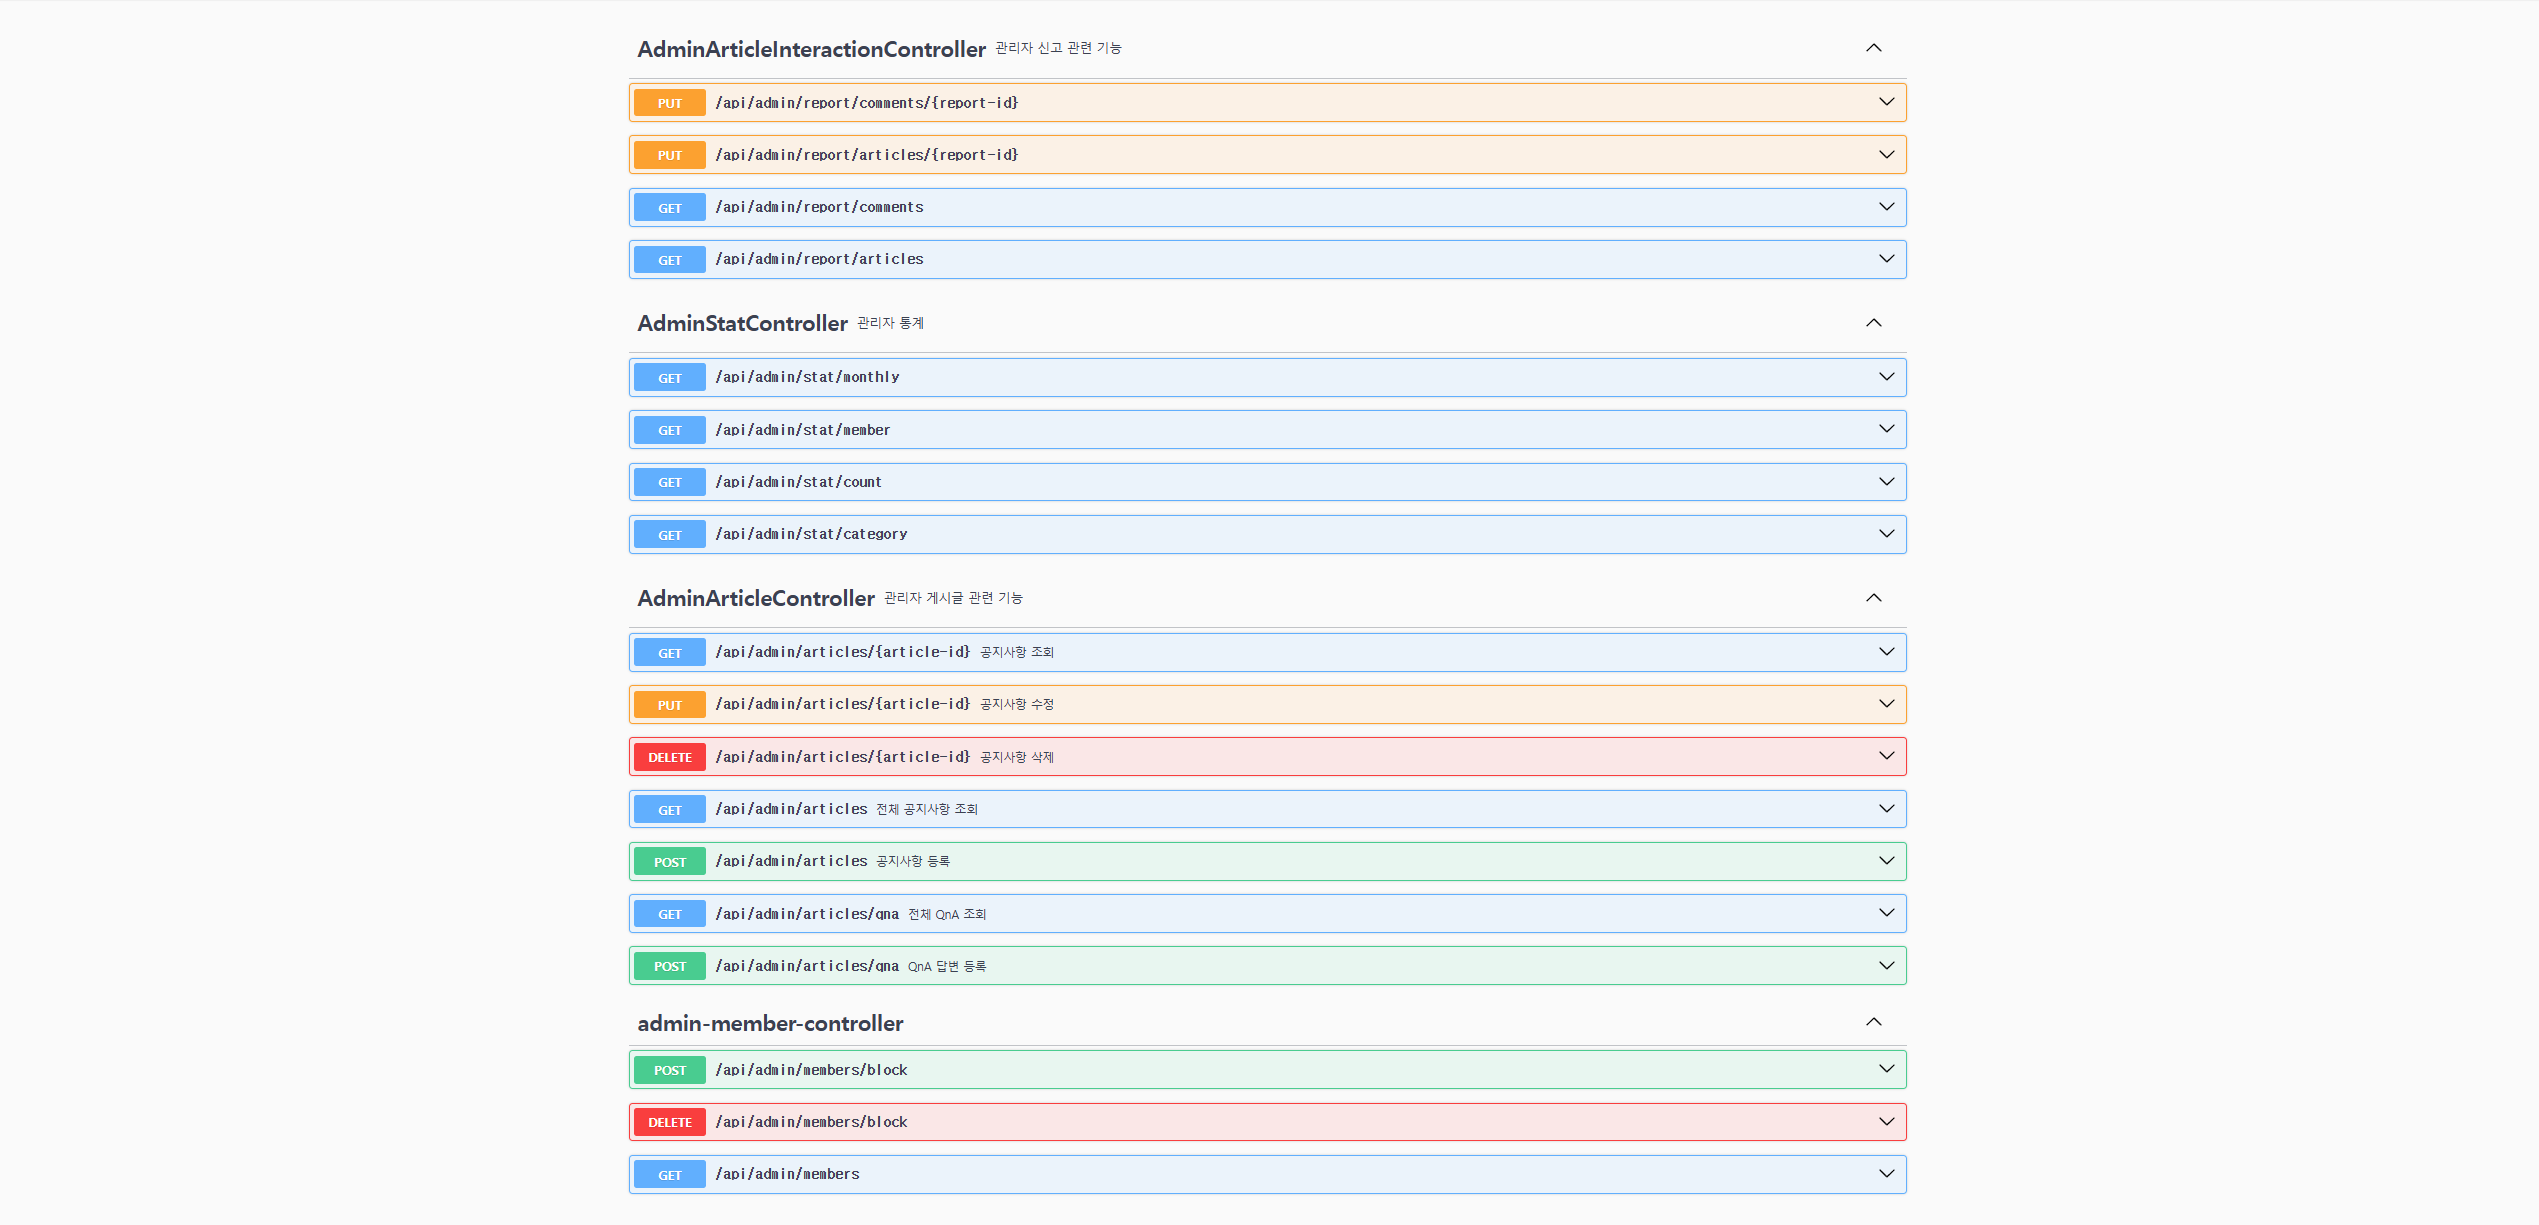 AdminArticleInteractionController 관리자 신고 관련 기능
PUT /api/admin/report/comments/{report-id}
PUT /api/admin/report/articles/{report-id}
GET /api/admin/report/comments
GET /api/admin/report/articles
AdminStatController 관리자 통계
GET /api/admin/stat/monthly
GET /api/admin/stat/member
GET /api/admin/stat/count
GET /api/admin/stat/category
AdminArticleController 관리자 게시글 관련 기능
GET /api/admin/articles/{article-id} 공지사항 조회
PUT /api/admin/articles/{article-id} 공지사항 수정
DELETE /api/admin/articles/{article-id} 공지사항 삭제
GET /api/admin/articles 전체 공지사항 조회
POST /api/admin/articles 공지사항 등록
GET /api/admin/articles/qna 전체 QnA 조회
POST /api/admin/articles/qna QnA 답변 등록
admin-member-controller
POST /api/admin/members/block
DELETE /api/admin/members/block
GET /api/admin/members